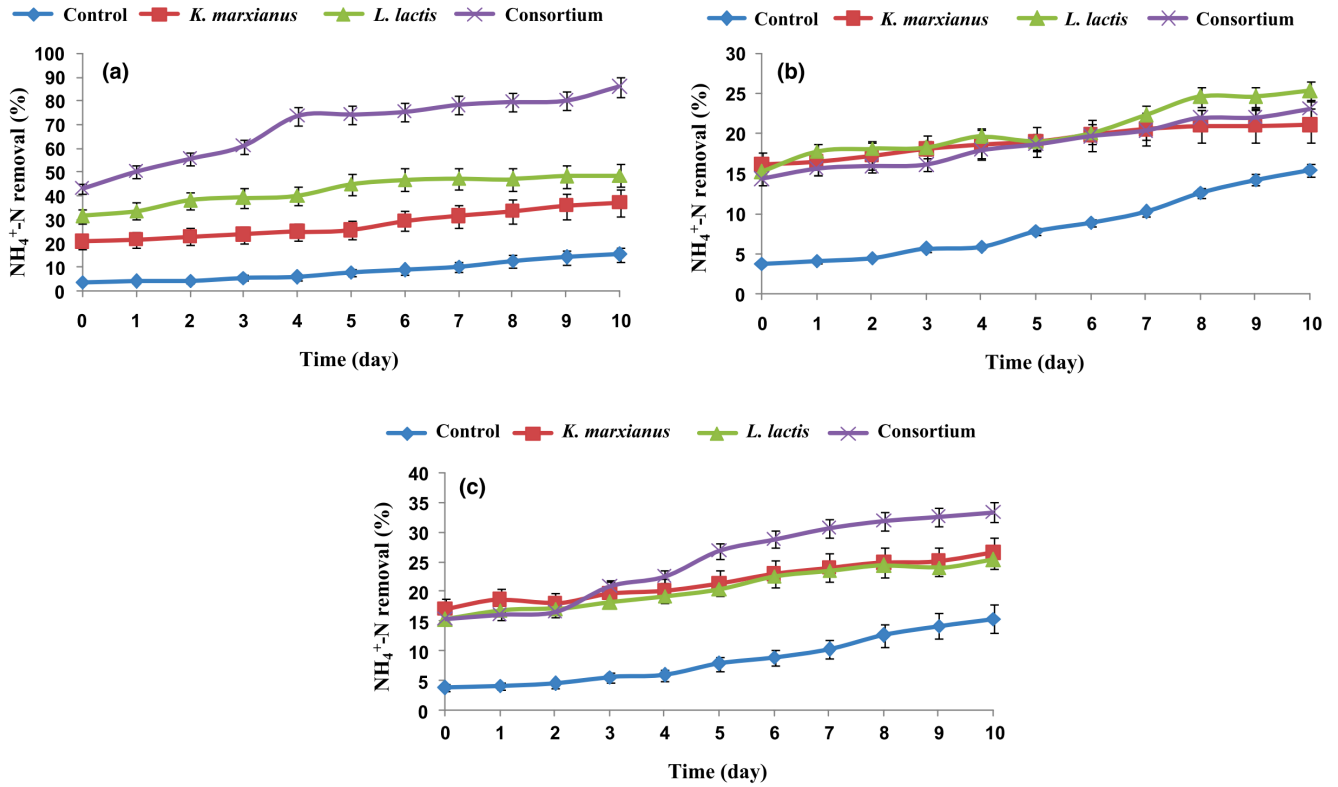 Control K. marxianus L. lactis Consortium
(a)
NH₄⁺-N removal (%)
100
90
80
70
60
50
40
30
20
10
0
0 1 2 3 4 5 6 7 8 9 10
Time (day)
Control K. marxianus L. lactis Consortium
(b)
NH₄⁺-N removal (%)
30
25
20
15
10
5
0
0 1 2 3 4 5 6 7 8 9 10
Time (day)
Control K. marxianus L. lactis Consortium
(c)
NH₄⁺-N removal (%)
40
35
30
25
20
15
10
5
0
0 1 2 3 4 5 6 7 8 9 10
Time (day)